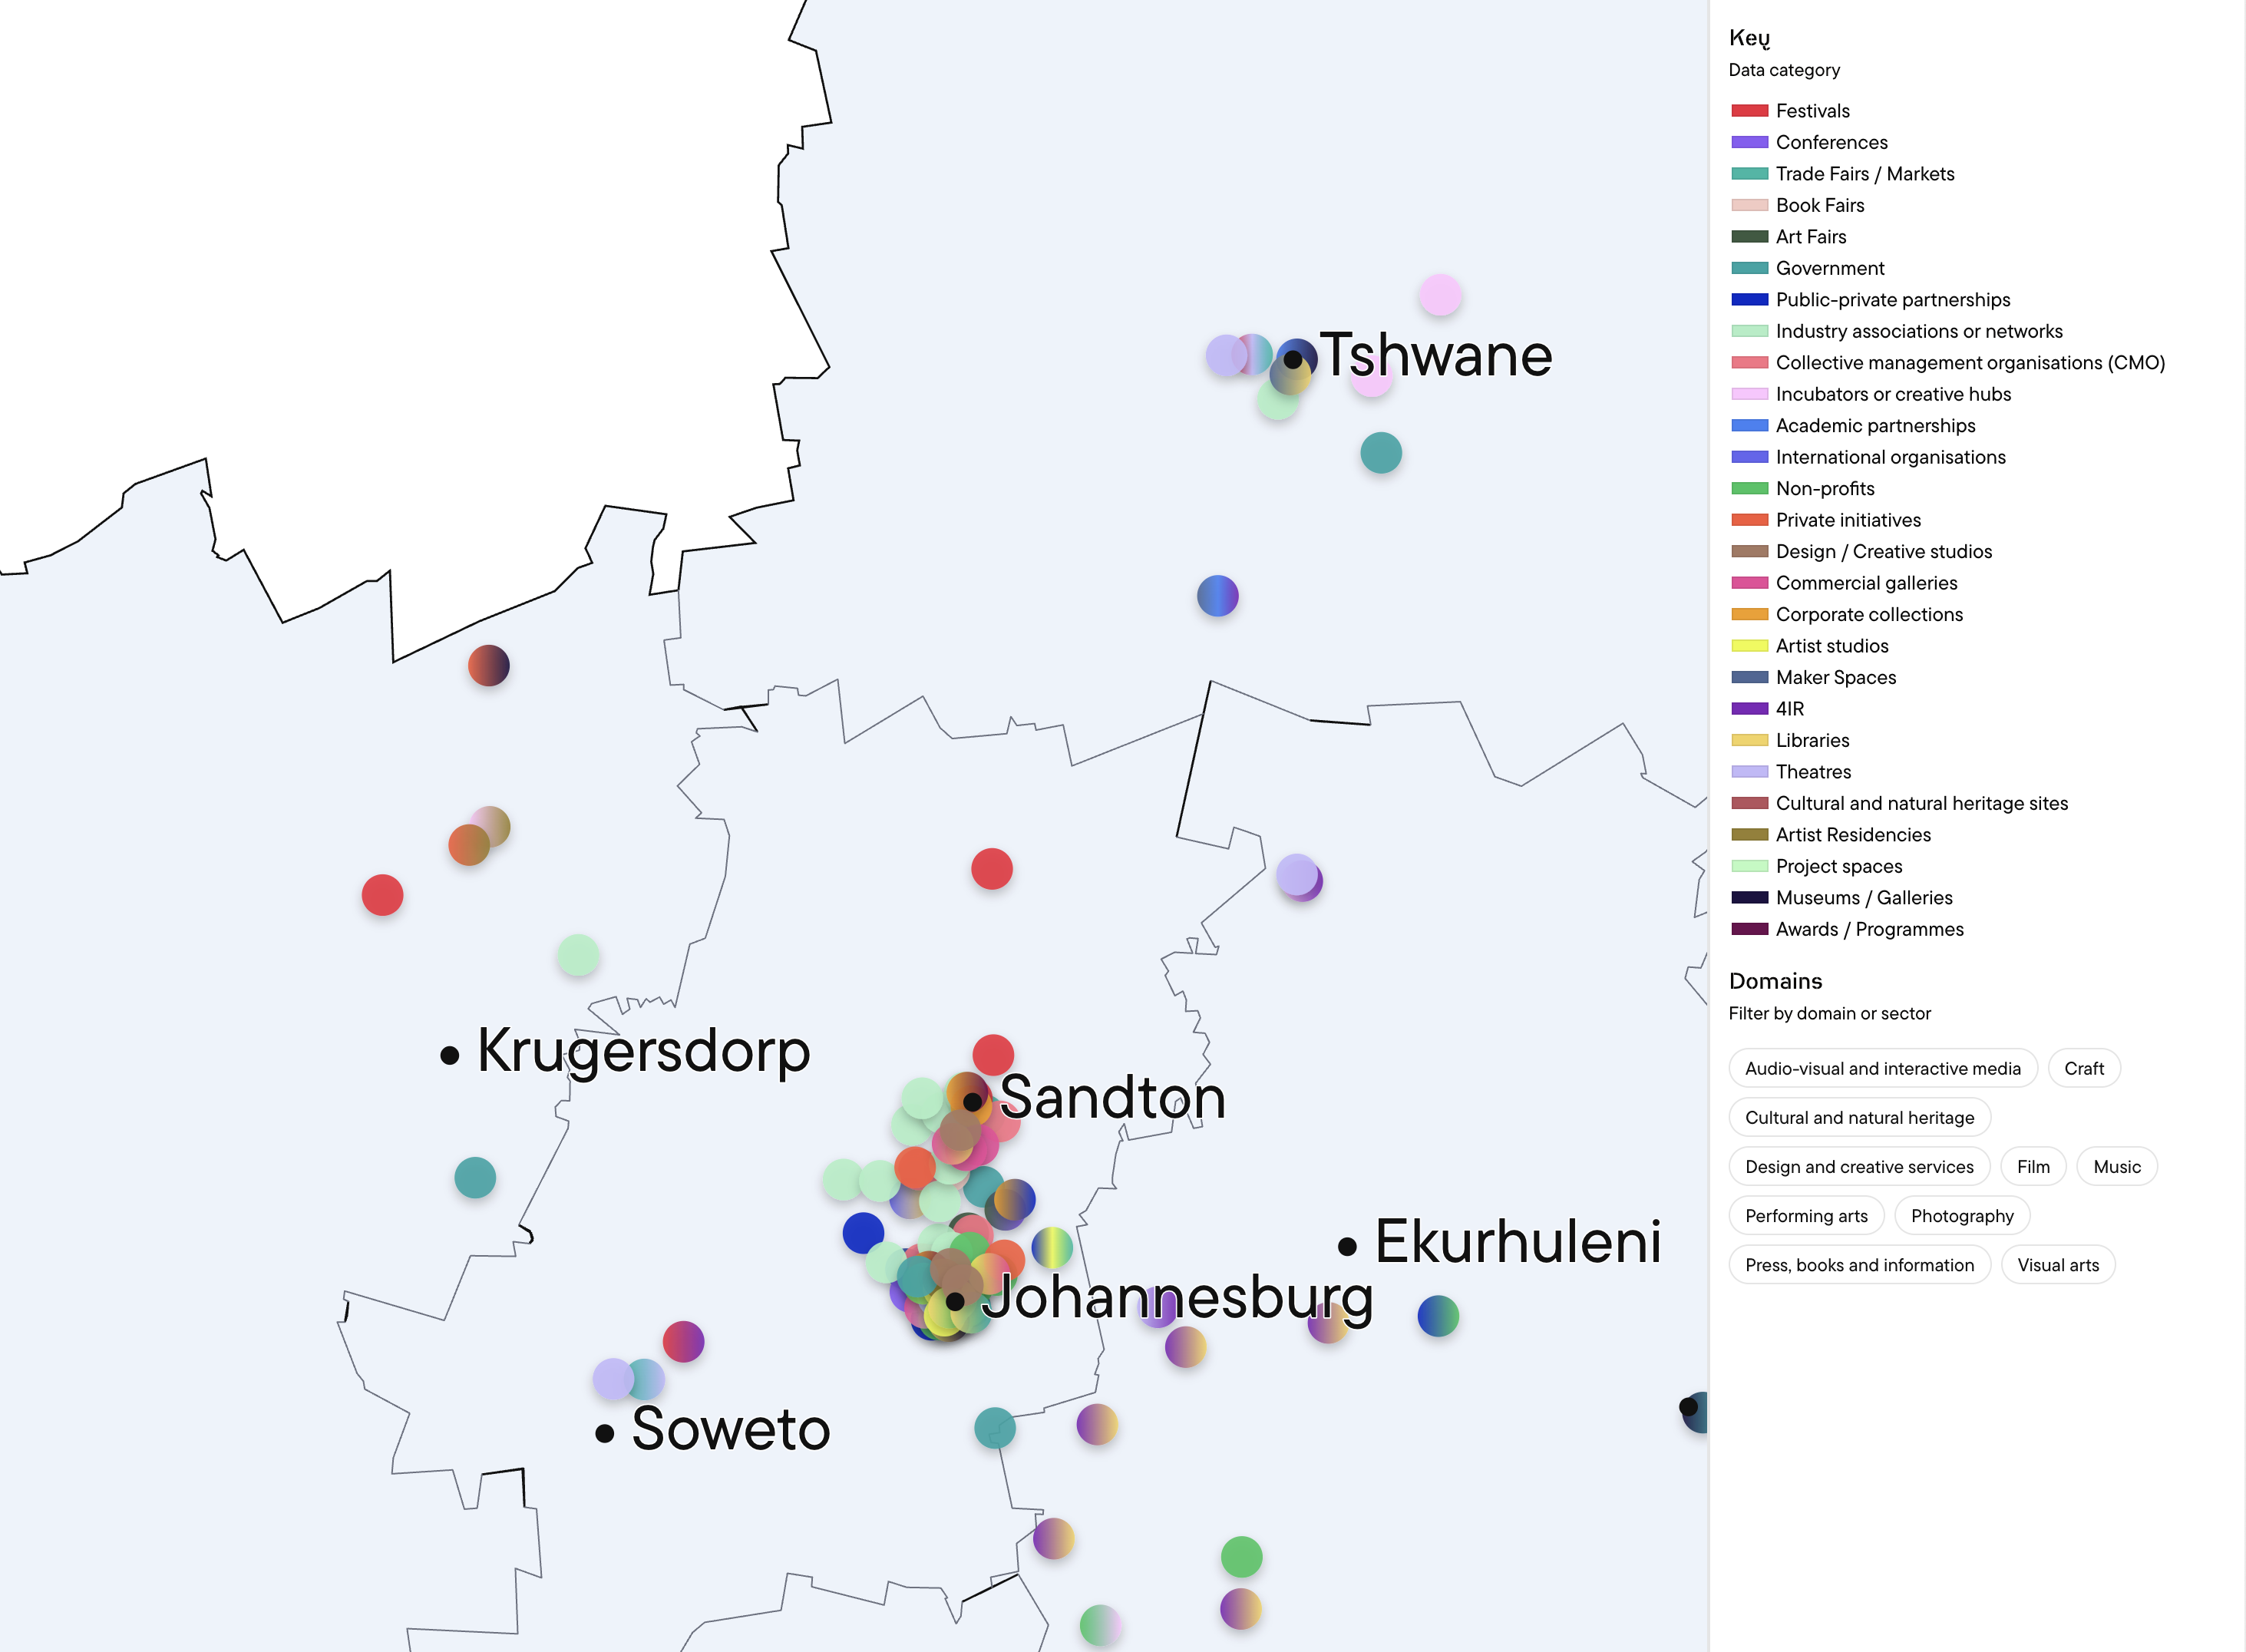 Tshwane
Krugersdorp
Sandton
Ekurhuleni
Johannesburg
Soweto
Key
Data category
Festivals
Conferences
Trade Fairs / Markets
Book Fairs
Art Fairs
Government
Public-private partnerships
Industry associations or networks
Collective management organisations (CMO)
Incubators or creative hubs
Academic partnerships
International organisations
Non-profits
Private initiatives
Design / Creative studios
Commercial galleries
Corporate collections
Artist studios
Maker Spaces
4IR
Libraries
Theatres
Cultural and natural heritage sites
Artist Residencies
Project spaces
Museums / Galleries
Awards / Programmes
Domains
Filter by domain or sector
Audio-visual and interactive media Craft
Cultural and natural heritage
Design and creative services Film Music
Performing arts Photography
Press, books and information Visual arts